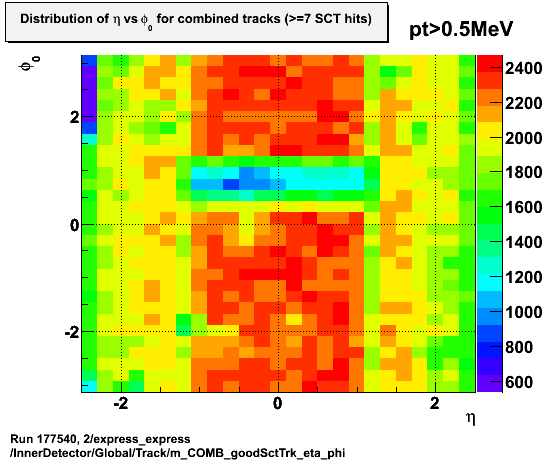 Distribution of η vs ϕ0 for combined tracks (>=7 SCT hits)
pt>0.5MeV
ϕ0
2
0
-2
-2
0
2
η
2400
2200
2000
1800
1600
1400
1200
1000
800
600
Run 177540, 2/express_express
/InnerDetector/Global/Track/m_COMB_goodSctTrk_eta_phi